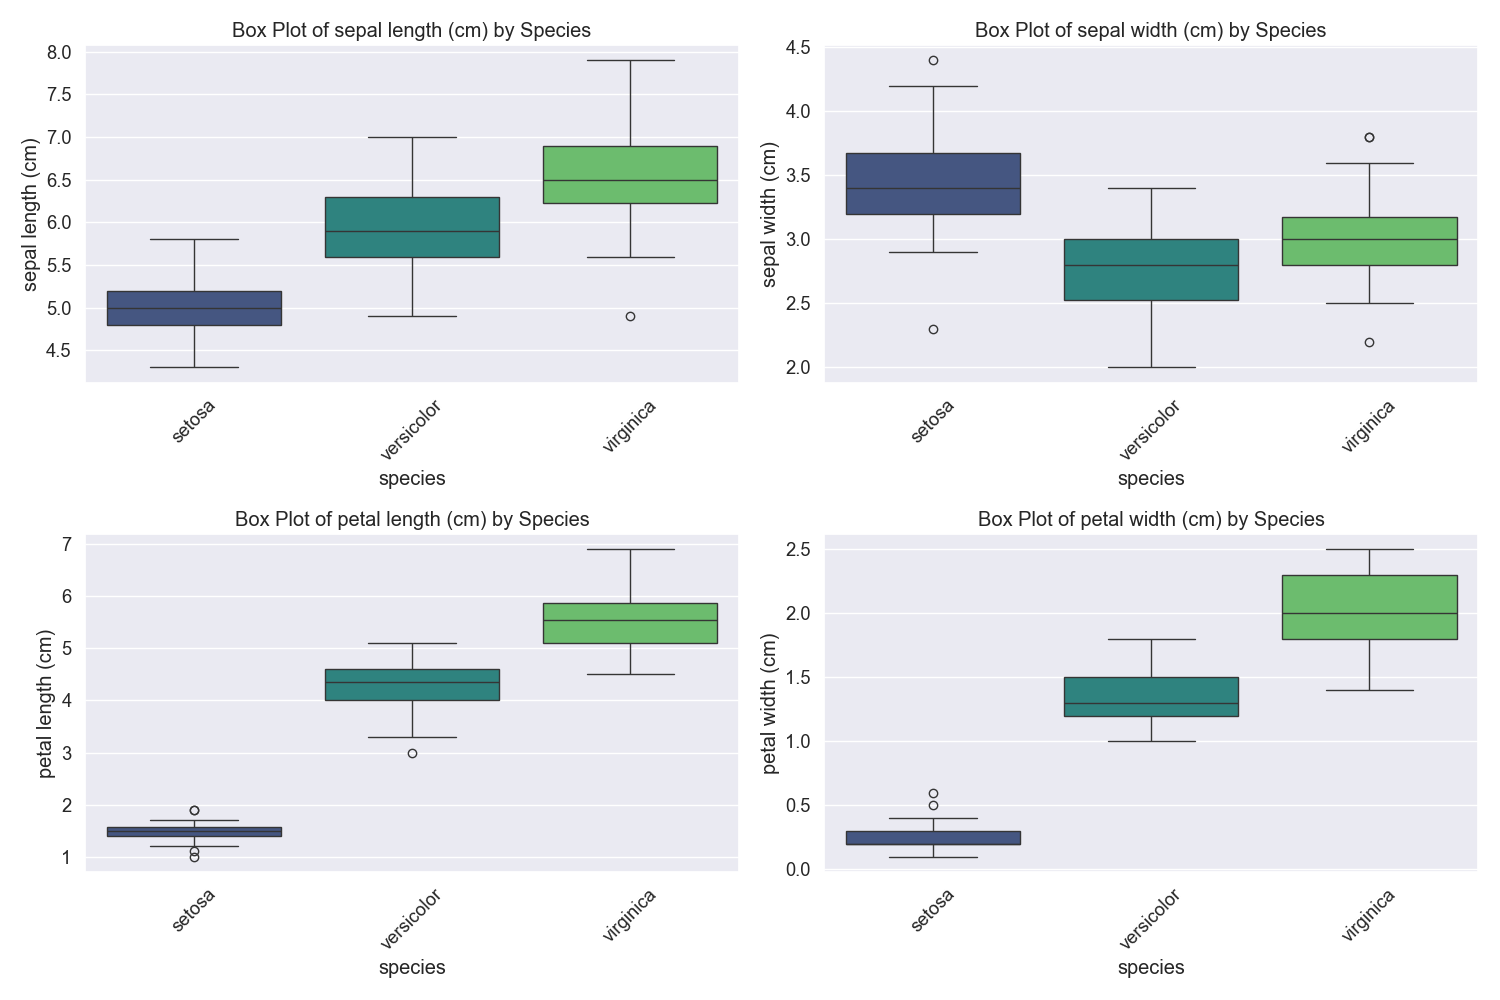 Box Plot of sepal length (cm) by Species
sepal length (cm)
8.0
7.5
7.0
6.5
6.0
5.5
5.0
4.5
setosa
versicolor
virginica
species
Box Plot of sepal width (cm) by Species
sepal width (cm)
4.5
4.0
3.5
3.0
2.5
2.0
setosa
versicolor
virginica
species
Box Plot of petal length (cm) by Species
petal length (cm)
7
6
5
4
3
2
1
setosa
versicolor
virginica
species
Box Plot of petal width (cm) by Species
petal width (cm)
2.5
2.0
1.5
1.0
0.5
0.0
setosa
versicolor
virginica
species